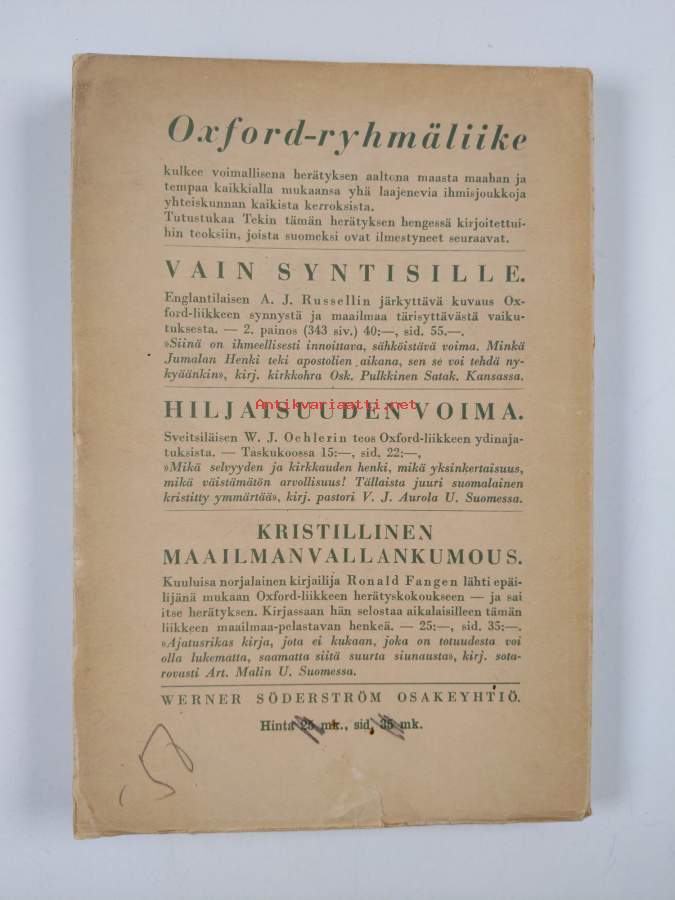 Oxford-ryhmäliike
kulkee voimallisena herätyksen aaltona maasta maahan ja
tempaa kaikkialla mukaansa yhä laajenevia ihmisjoukkoja
yhteiskunnan kaikista kerroksista.
Tutustukaa Tekin tämän herätyksen hengessä kirjoitettui-
hin teoksiin, joista suomeksi ovat ilmestyneet seuraavat.
VAIN SYNTISILLE.
Englantilaisen A. J. Russellin järkyttävä kuvaus Ox-
ford-liikkeen synnystä ja maailmaa tärisyttävästä vaiku-
tuksesta. — 2. painos (343 siv.) 40:—, sid. 55.—.
»Siinä on ihmeellisesti innoittava, sähköistävä voima. Minkä
Jumalan Henki teki apostolien aikana, sen se voi tehdä ny-
kyäänkin», kirj. kirkkohra Osk. Pulkkinen Satak. Kansassa.
Antikvariaatti.net
HILJAISUUDEN VOIMA.
Sveitsiläisen W. J. Oehlerin teos Oxford-liikkeen ydinaja-
tuksista. — Taskukoossa 15:—, sid. 22:—,
»Mikä selvyyden ja kirkkauden henki, mikä yksinkertaisuus,
mikä väistämätön arvollisuus! Tällaista juuri suomalainen
kristitty ymmärtää», kirj. pastori V. J. Aurola U. Suomessa.
KRISTILLINEN
MAAILMANVALLANKUMOUS.
Kuuluisa norjalainen kirjailija Ronald Fangen lähti epäi-
lijänä mukaan Oxford-liikkeen herätyskokoukseen — ja sai
itse herätyksen. Kirjassaan hän selostaa aikalaisilleen tämän
liikkeen maailmaa-pelastavan henkeä. — 25:—, sid. 35:—.
»Ajatusrikas kirja, jota ei kukaan, joka on totuudesta voi
olla lukematta, saamatta siitä suurta siunausta», kirj. sota-
rovasti Art. Malin U. Suomessa.
WERNER SÖDERSTRÖM OSAKEYHTIÖ.
Hinta 25 mk., sid. 35 mk.